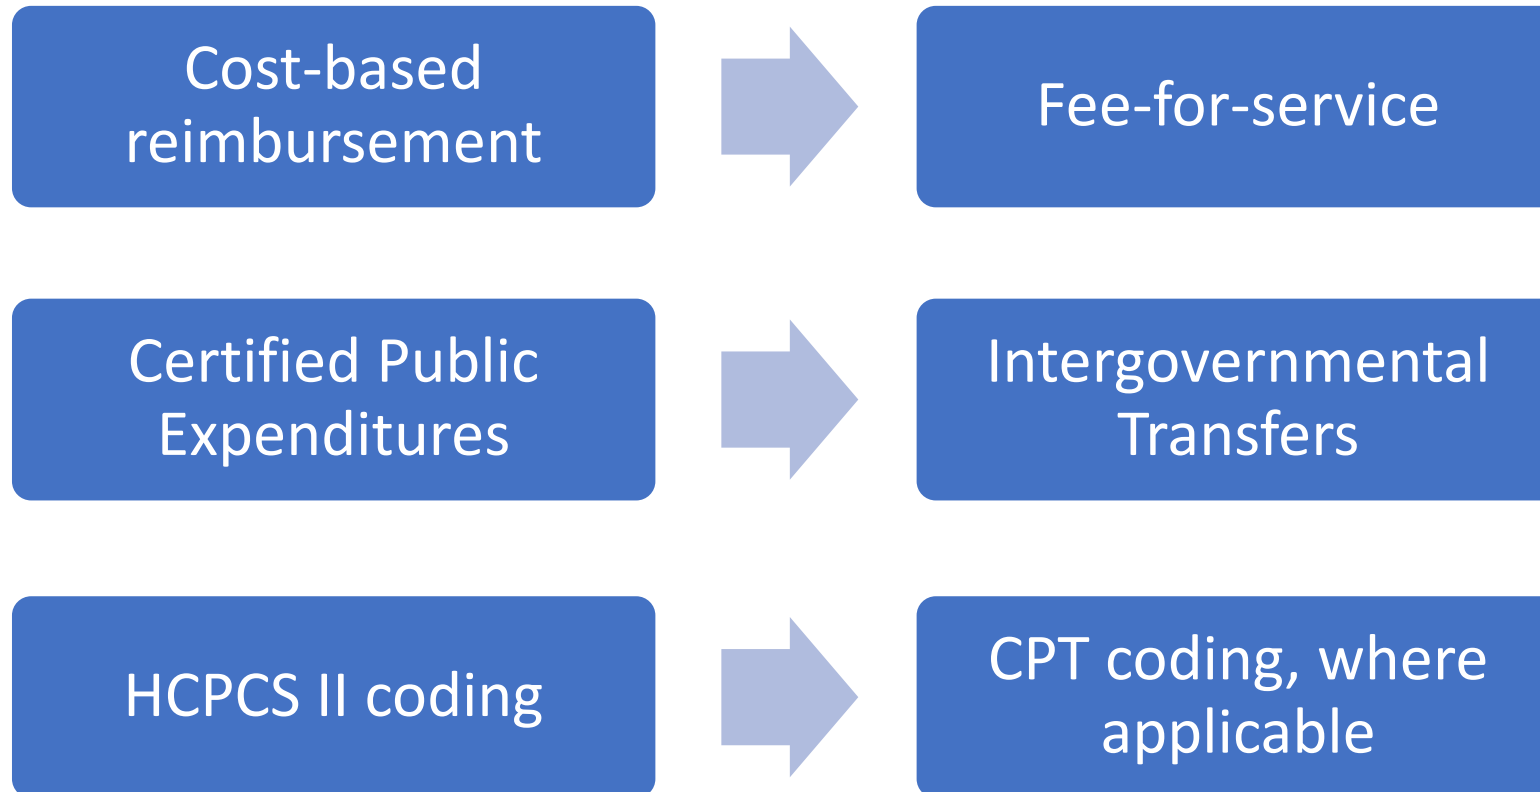 Cost-based
reimbursement
Fee-for-service
Certified Public
Expenditures
Intergovernmental
Transfers
HCPCS II coding
CPT coding, where
applicable